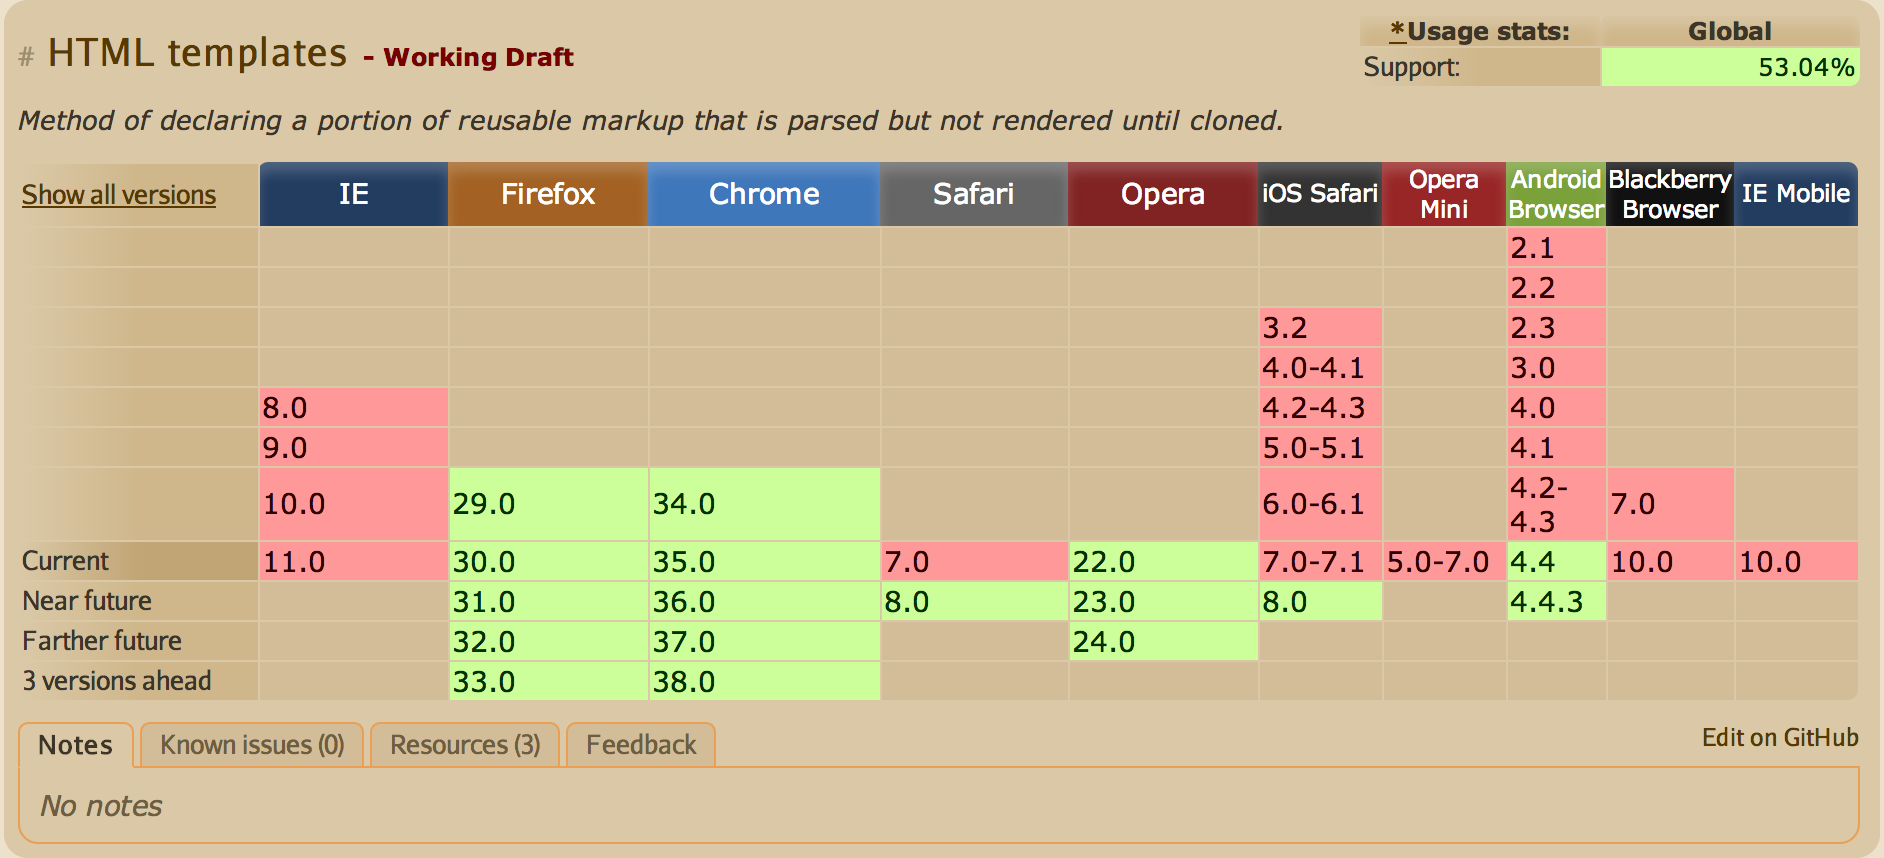 # HTML templates - Working Draft
*Usage stats: Global
Support: 53.04%
Method of declaring a portion of reusable markup that is parsed but not rendered until cloned.
Show all versions IE Firefox Chrome Safari Opera iOS Safari Opera Mini Android Browser Blackberry Browser IE Mobile
2.1
2.2
3.2 2.3
4.0-4.1 3.0
8.0 4.2-4.3 4.0
9.0 5.0-5.1 4.1
10.0 29.0 34.0 6.0-6.1 4.2-4.3 7.0
Current 11.0 30.0 35.0 7.0 22.0 7.0-7.1 5.0-7.0 4.4 10.0 10.0
Near future 31.0 36.0 8.0 23.0 8.0 4.4.3
Farther future 32.0 37.0 24.0
3 versions ahead 33.0 38.0
Notes Known issues (0) Resources (3) Feedback Edit on GitHub
No notes